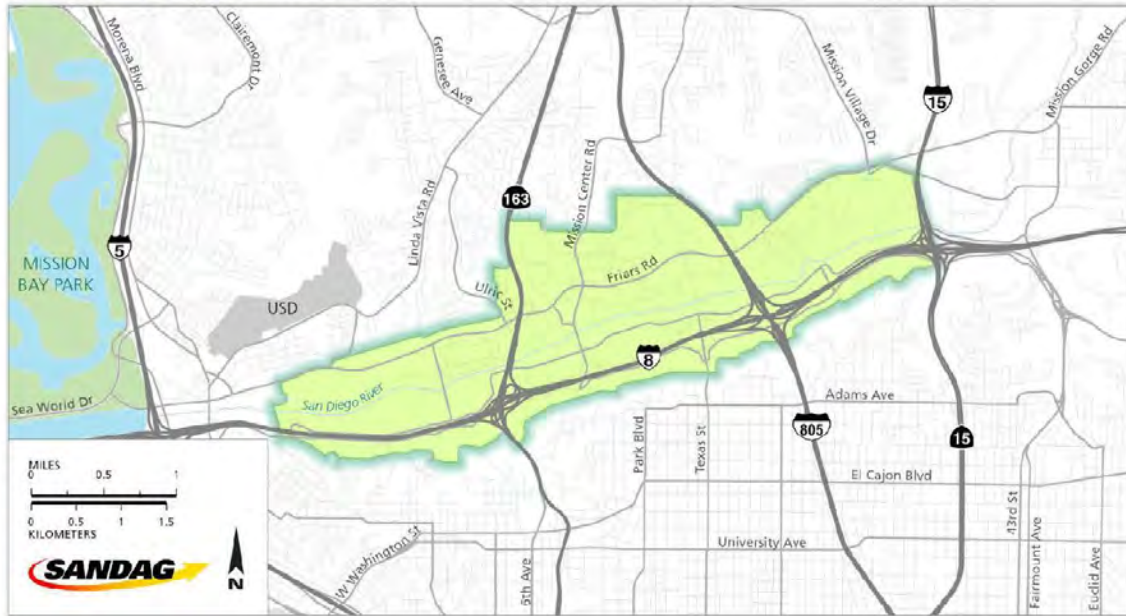 Morena Blvd
Clairemont Dr
Genesee Ave
Linda Vista Rd
163
Mission Center Rd
Mission Village Dr
15
Mission Gorge Rd
5
MISSION
BAY PARK
USD
Ulric St
Friars Rd
8
Sea World Dr
San Diego River
Adams Ave
805
15
Park Blvd
Texas St
El Cajon Blvd
43rd St
Fairmount Ave
Euclid Ave
University Ave
W Washington St
6th Ave
MILES
0 0.5 1
0 0.5 1 1.5
KILOMETERS
SANDAG
N